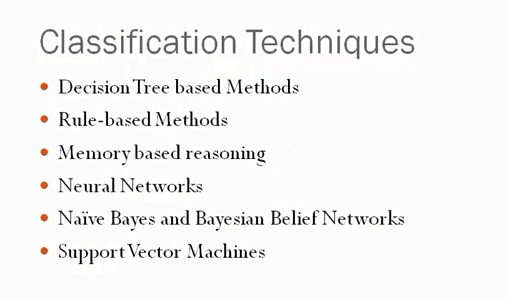 Classification Techniques
• Decision Tree based Methods
• Rule-based Methods
• Memory based reasoning
• Neural Networks
• Naïve Bayes and Bayesian Belief Networks
• Support Vector Machines